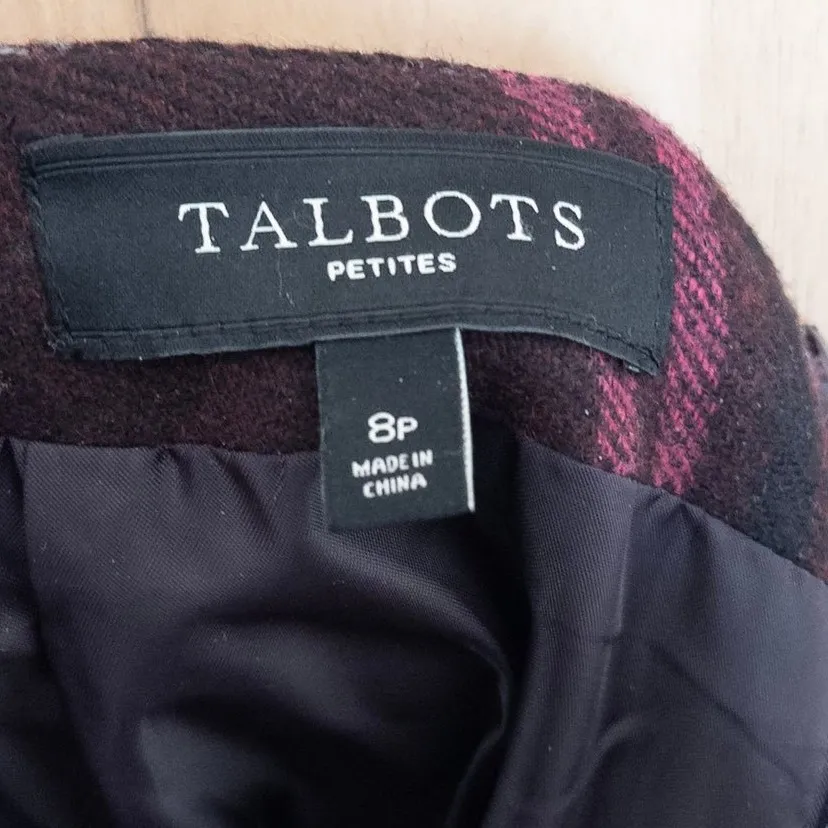 TALBOTS
PETITES
8P
MADE IN
CHINA